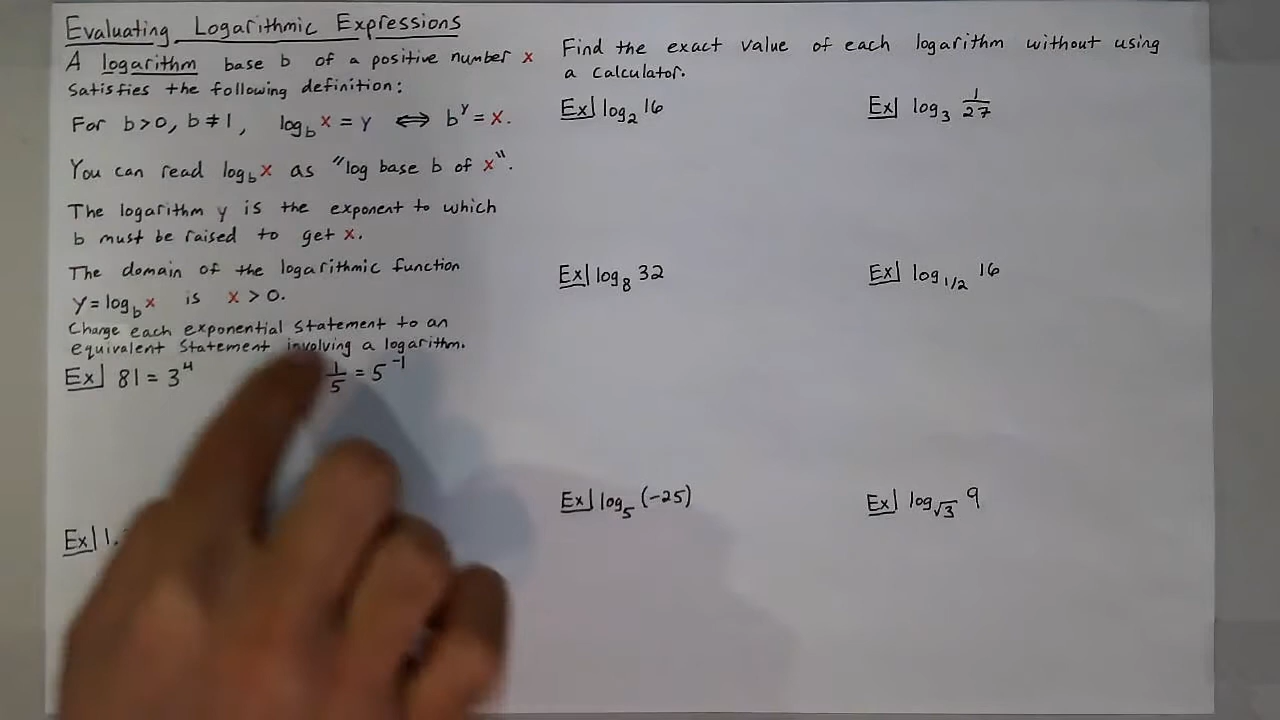 Evaluating Logarithmic Expressions
A logarithm base b of a positive number x
satisfies the following definition:
For b>0, b≠1, log_b x = y ⟺ b^y = x.
You can read log_b x as "log base b of x".
The logarithm y is the exponent to which
b must be raised to get x.
The domain of the logarithmic function
y=log_b x is x > 0.
Change each exponential statement to an
equivalent statement involving a logarithm.
Ex| 81 = 3^4
1/5 = 5^-1
Ex| 1.
Find the exact value of each logarithm without using
a calculator.
Ex| log_2 16
Ex| log_3 1/27
Ex| log_8 32
Ex| log_1/2 16
Ex| log_5 (-25)
Ex| log_√3 9